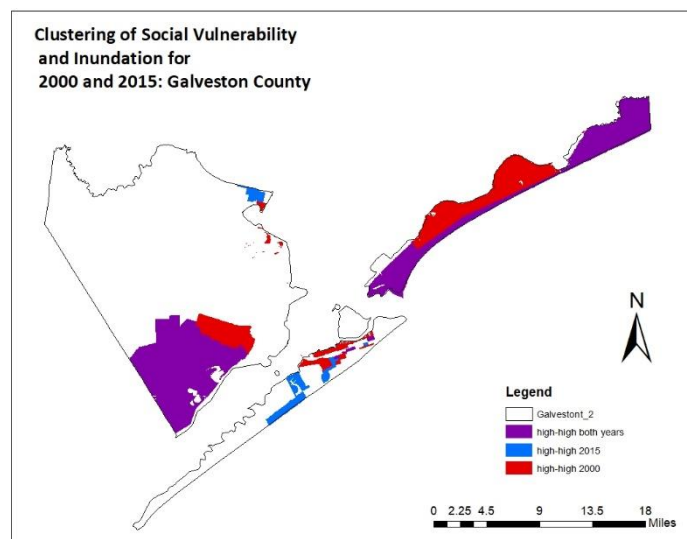 Clustering of Social Vulnerability
and Inundation for
2000 and 2015: Galveston County
N
Legend
Galvestont_2
high-high both years
high-high 2015
high-high 2000
0 2.25 4.5 9 13.5 18
Miles